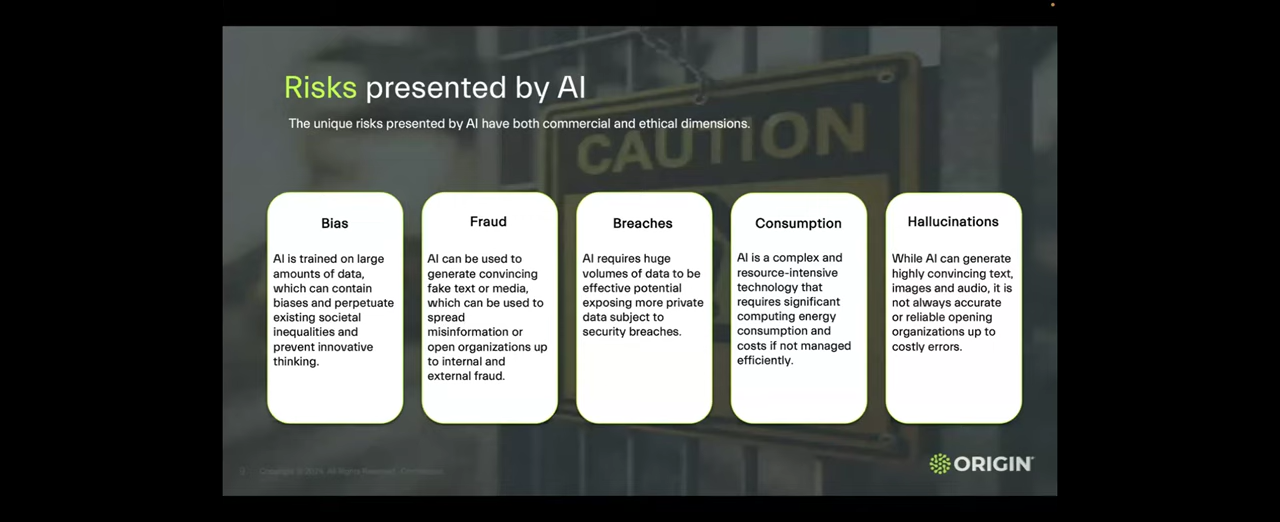 Risks presented by AI
The unique risks presented by AI have both commercial and ethical dimensions.
CAUTION
Bias
AI is trained on large
amounts of data,
which can contain
biases and perpetuate
existing societal
inequalities and
prevent innovative
thinking.
Fraud
AI can be used to
generate convincing
fake text or media,
which can be used to
spread
misinformation or
open organizations up
to internal and
external fraud.
Breaches
AI requires huge
volumes of data to be
effective potential
exposing more private
data subject to
security breaches.
Consumption
AI is a complex and
resource-intensive
technology that
requires significant
computing energy
consumption and
costs if not managed
efficiently.
Hallucinations
While AI can generate
highly convincing text,
images and audio, it is
not always accurate
or reliable opening
organizations up to
costly errors.
Copyright © All Rights Reserved.
ORIGIN